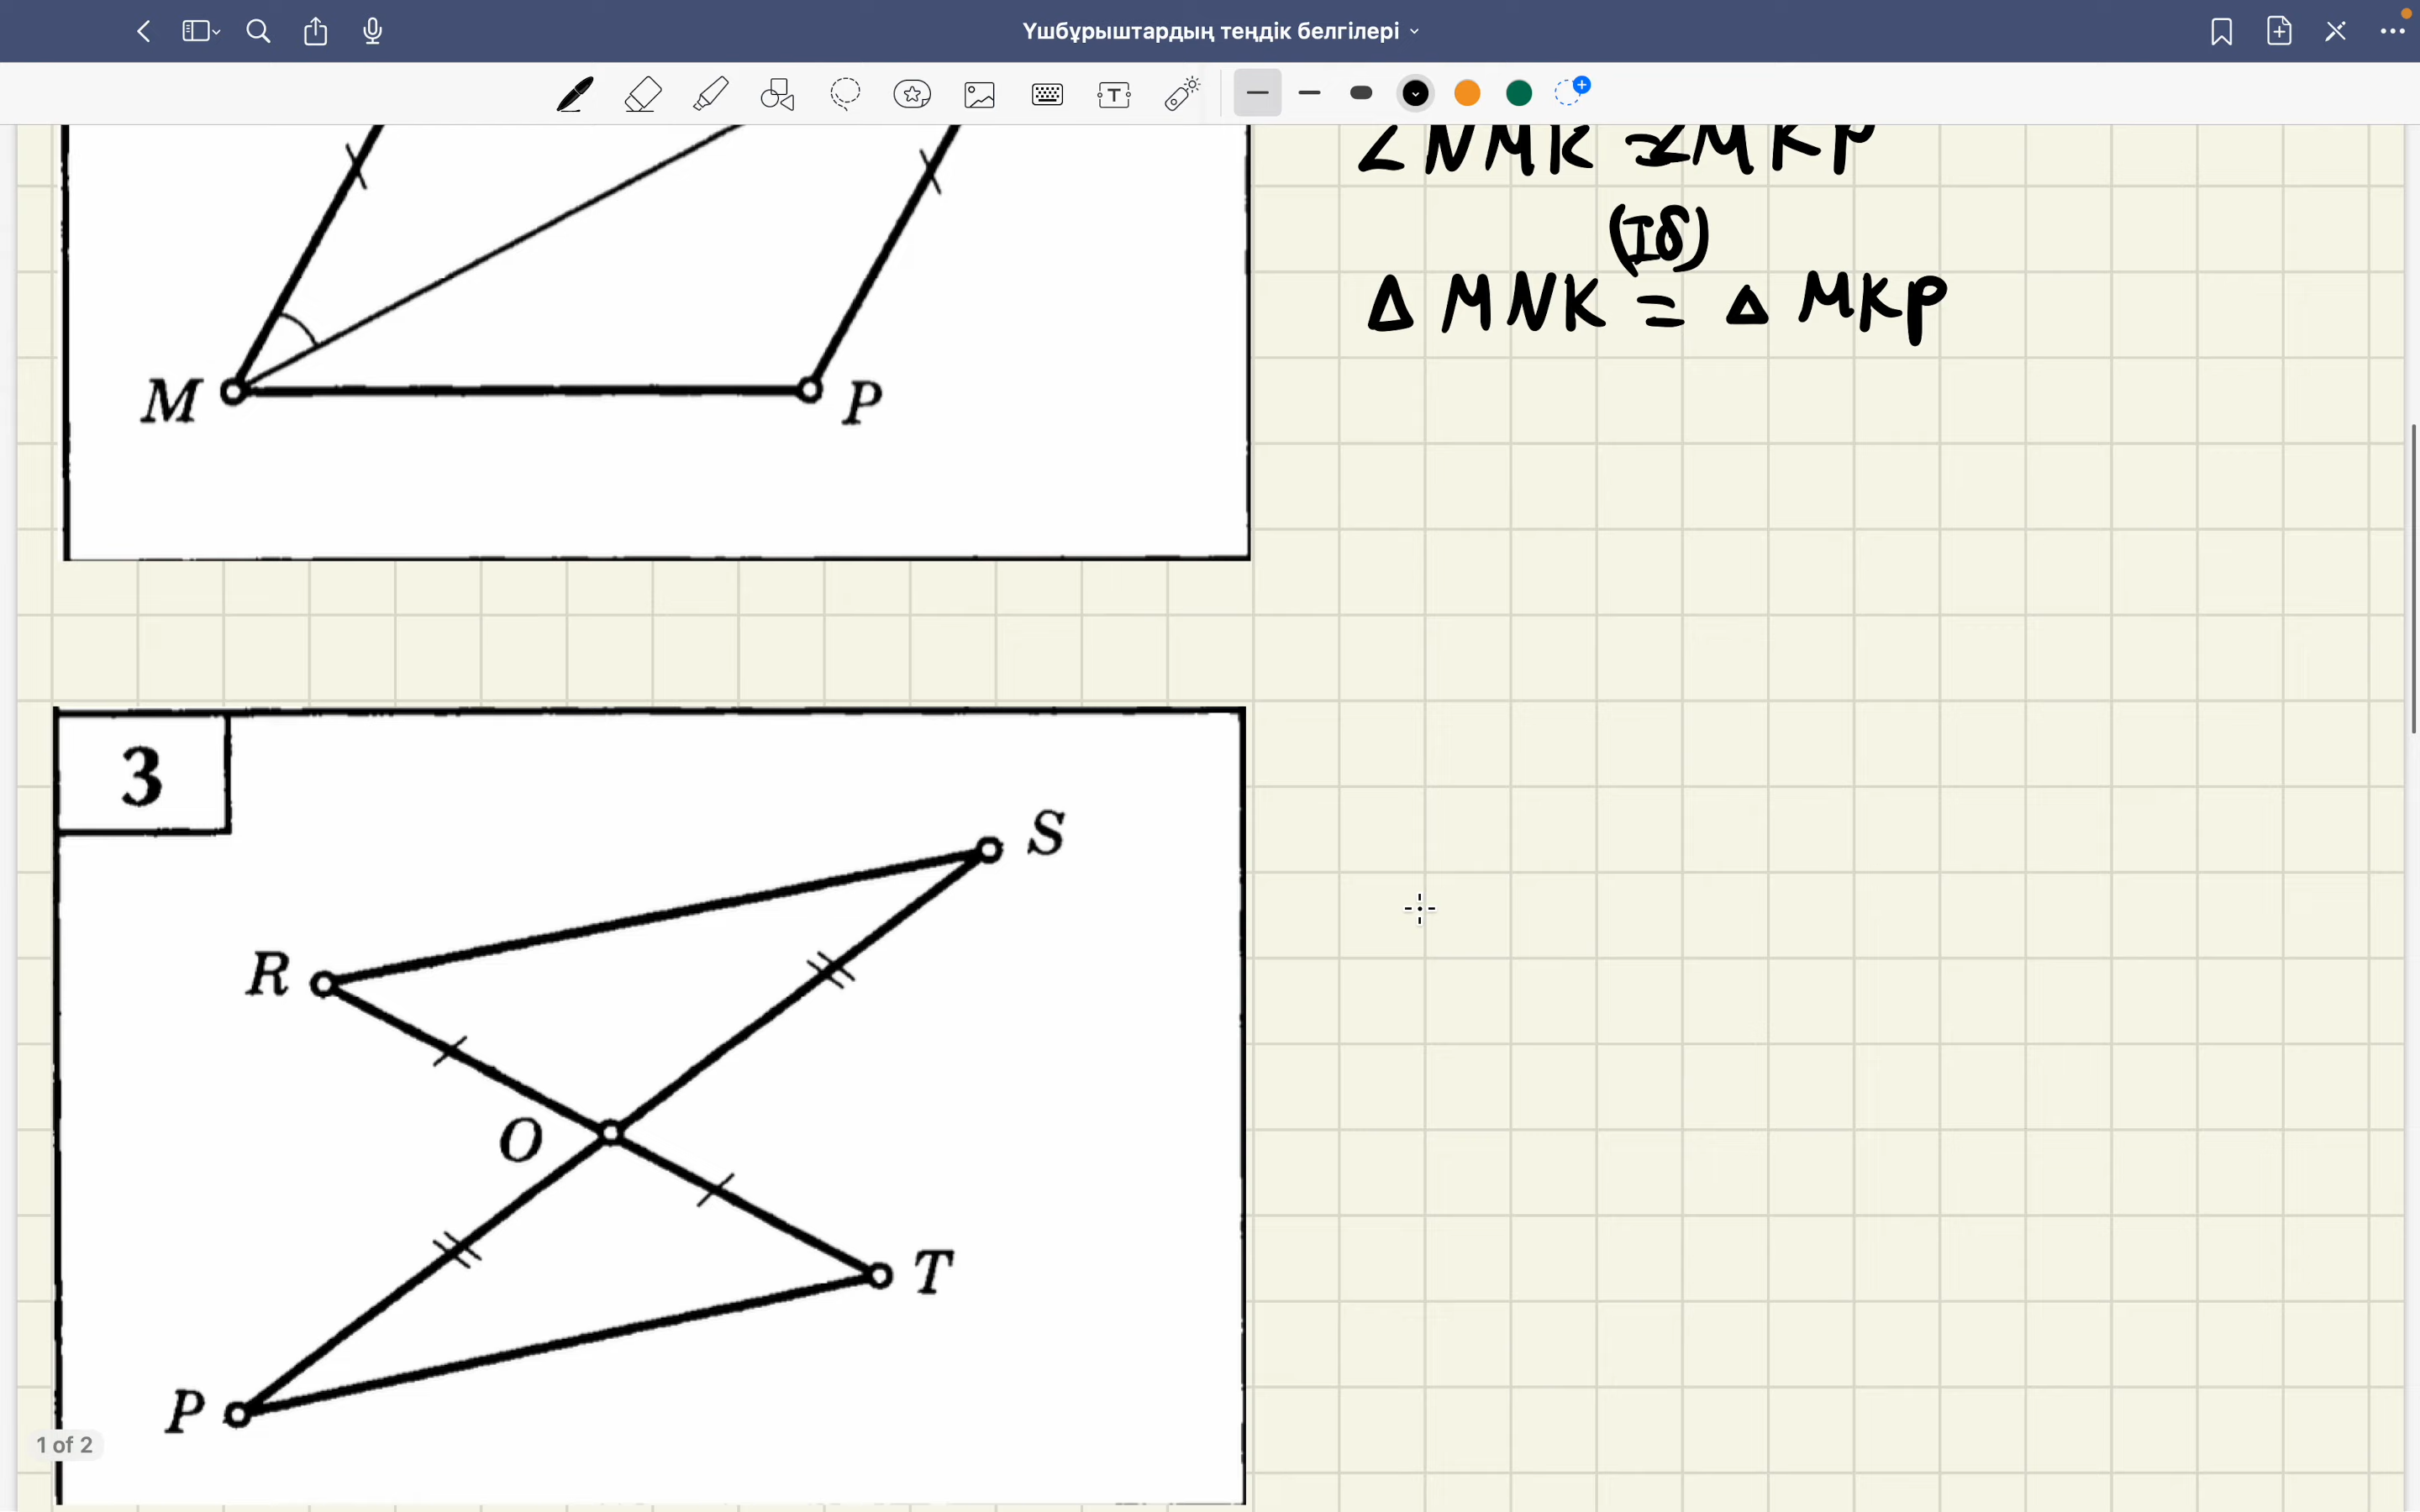 Үшбұрыштардың теңдік белгілері
T
∠NMK = ∠MKP
(Iб)
Δ MNK = Δ MKP
M
P
3
S
R
O
T
P
1 of 2